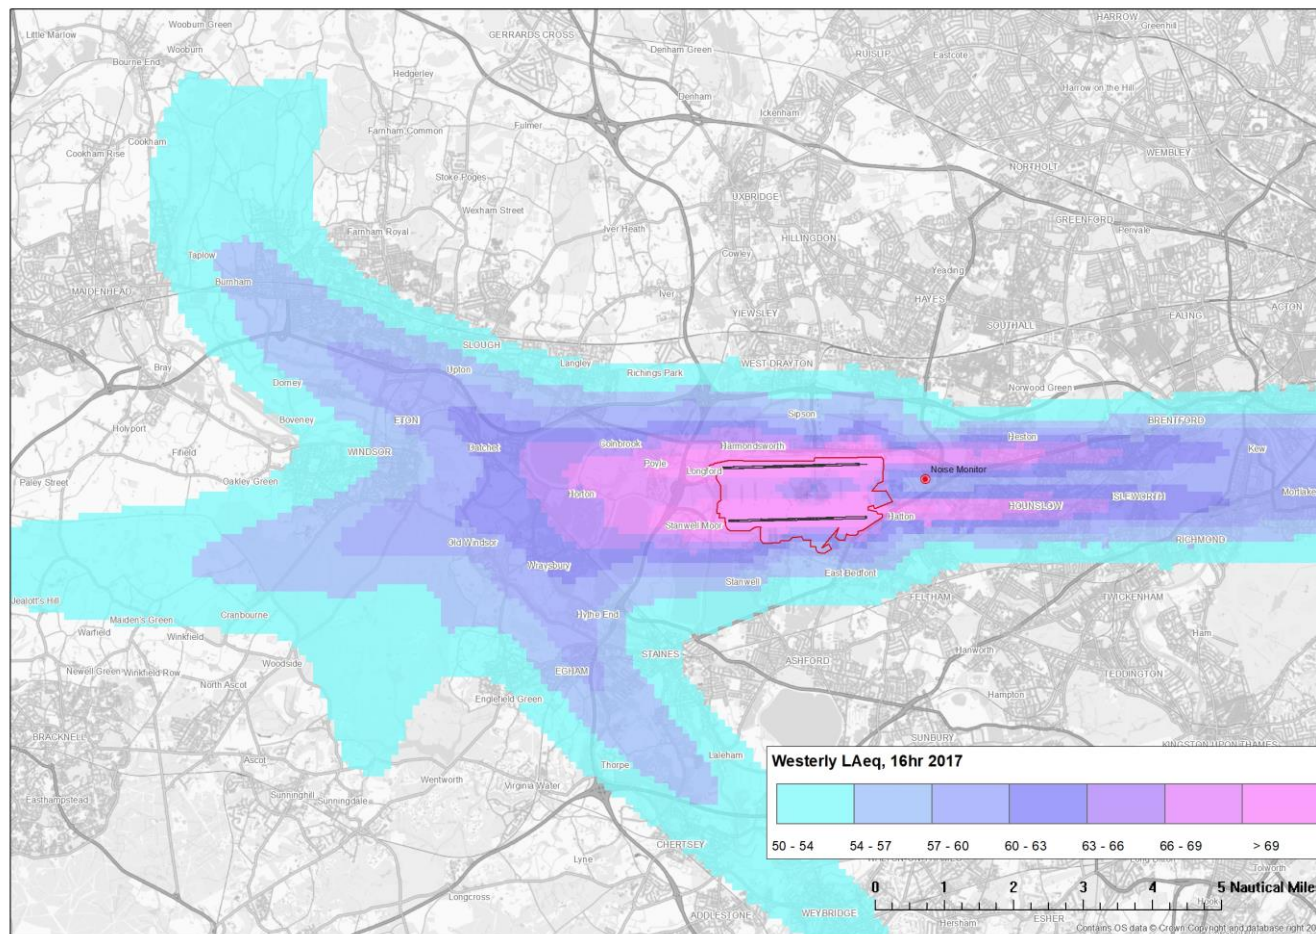 Wooburn Green
Little Marlow
Wooburn
Bourne End
GERRARDS CROSS
Denham Green
HARROW
Greenhill
RUISLIP
Eastcote
Hedgerley
Denham
Harrow on the Hill
Ickenham
Fulmer
Farnham Common
Cookham
Cookham Rise
WEMBLEY
NORTHOLT
Stoke Poges
UXBRIDGE
Wexham Street
GREENFORD
Farnham Royal
Iver Heath
Perivale
HILLINGDON
Taplow
Cowley
Burnham
Yeading
MAIDENHEAD
Iver
HAYES
ACTON
YIEWSLEY
EALING
SOUTHALL
SLOUGH
Langley
WEST DRAYTON
Bray
Upton
Richings Park
Dorney
Norwood Green
Sipson
Boveney
ETON
BRENTFORD
Holyport
Heston
Datchet
Colnbrook
Harmondsworth
Kew
Fifield
WINDSOR
Poyle
Longford
Noise Monitor
Paley Street
Oakley Green
Horton
ISLEWORTH
HOUNSLOW
Stanwell Moor
Hatton
Old Windsor
RICHMOND
Wraysbury
East Bedfont
Stanwell
FELTHAM
TWICKENHAM
Jealott's Hill
Cranbourne
Hythe End
Maiden's Green
Warfield
Winkfield
Ham
Hanworth
STAINES
ASHFORD
Woodside
Newell Green
Winkfield Row
EGHAM
TEDDINGTON
North Ascot
Englefield Green
Hampton
BRACKNELL
SUNBURY
KINGSTON UPON THAMES
Laleham
Ascot
Thorpe
Wentworth
Virginia Water
Easthampstead
Sunninghill
Sunningdale
Westerly LAeq, 16hr 2017
50 - 54
54 - 57
57 - 60
60 - 63
63 - 66
66 - 69
> 69
CHERTSEY
Lyne
Tolworth
0 1 2 3 4 5 Nautical Mile
Longcross
ADDLESTONE
WEYBRIDGE
Hersham
ESHER
Hook
Contains OS data © Crown Copyright and database right 20